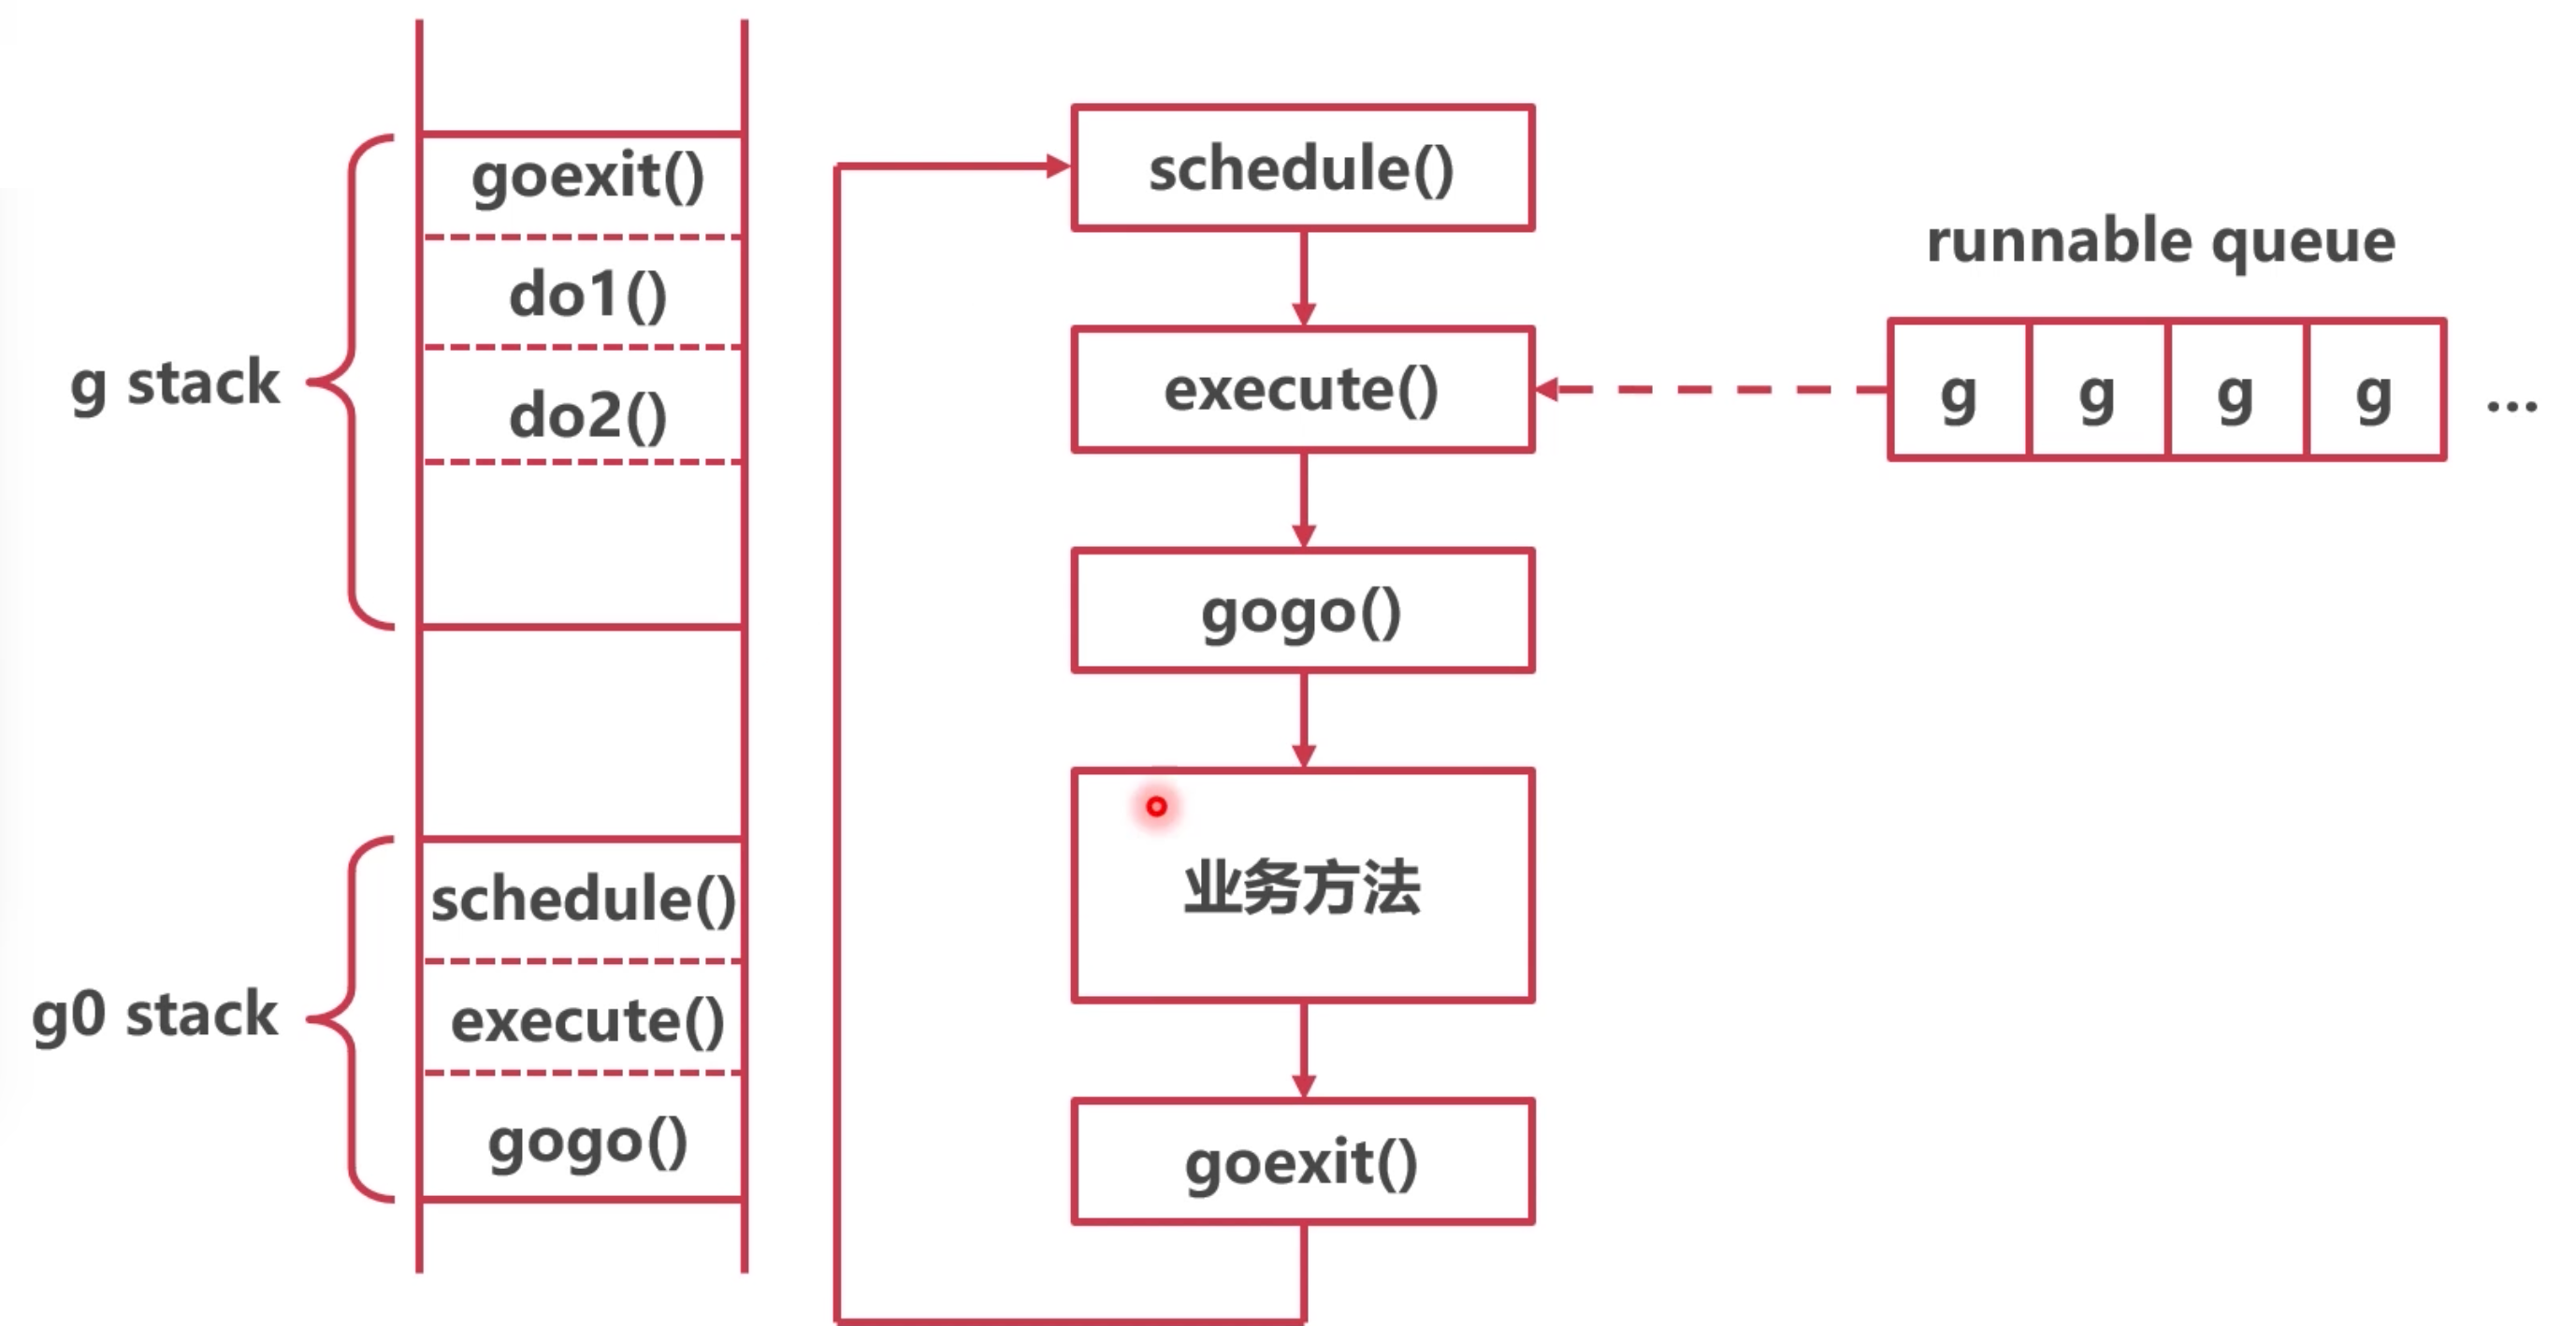 g stack
goexit()
do1()
do2()
g0 stack
schedule()
execute()
gogo()
schedule()
execute()
gogo()
业务方法
goexit()
runnable queue
g g g g ...